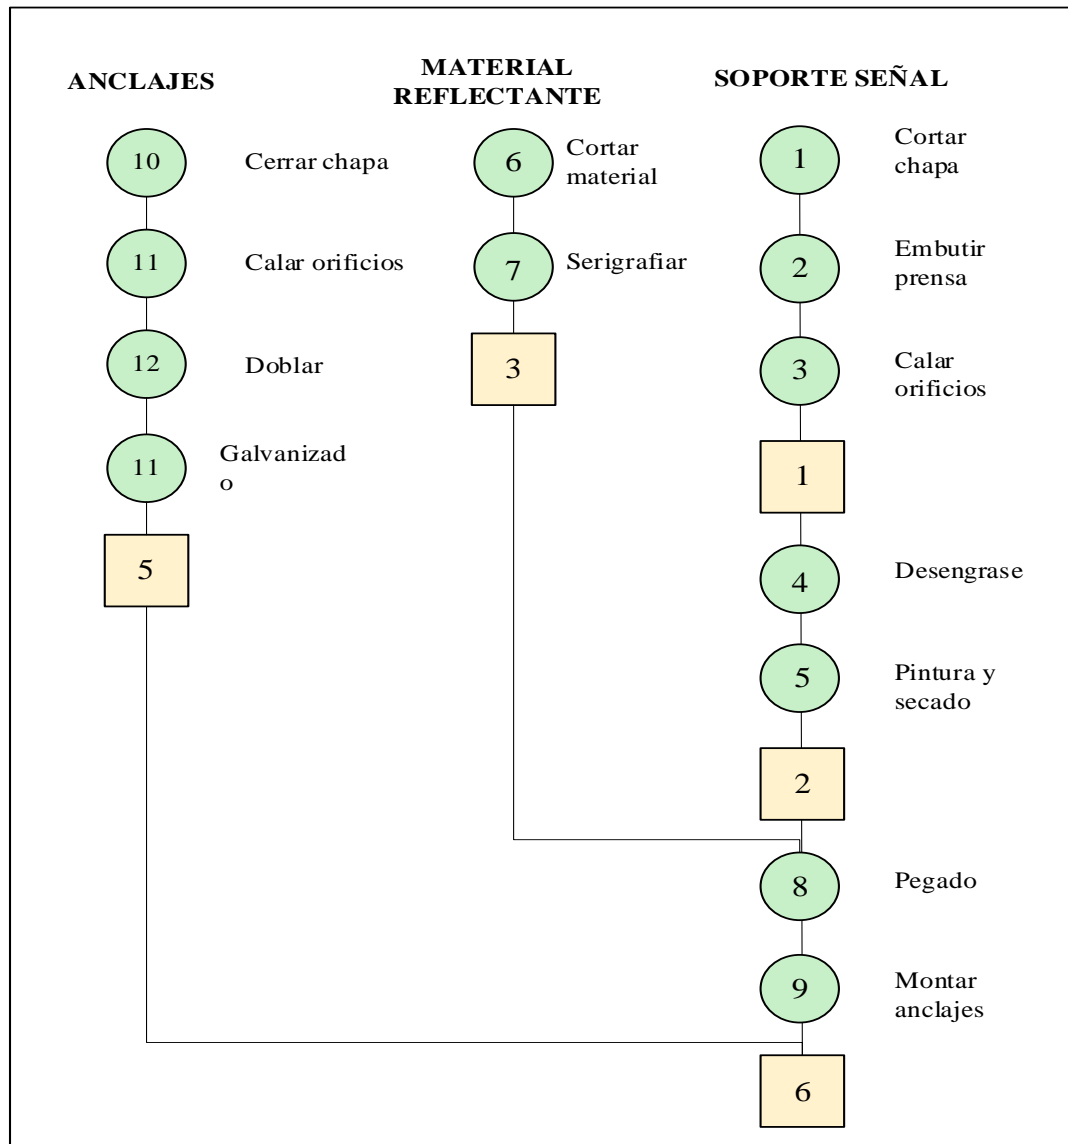 ANCLAJES
10
Cerrar chapa
11
Calar orificios
12
Doblar
11
Galvanizad
o
5
MATERIAL
REFLECTANTE
6
Cortar
material
7
Serigrafiar
3
SOPORTE SEÑAL
1
Cortar
chapa
2
Embutir
prensa
3
Calar
orificios
1
4
Desengrase
5
Pintura y
secado
2
8
Pegado
9
Montar
anclajes
6